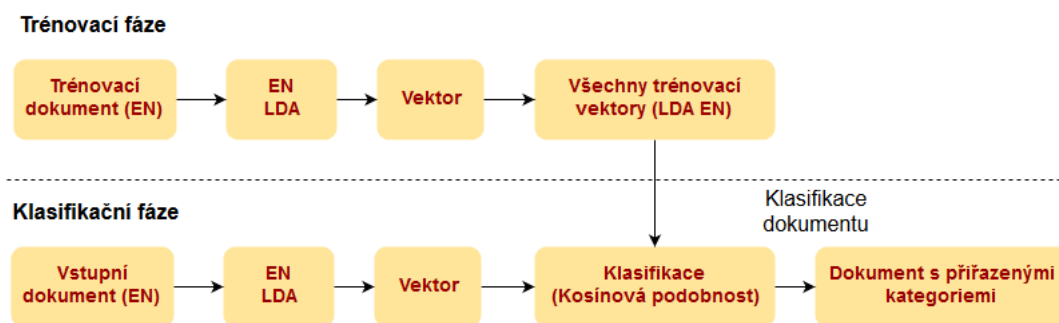 Trénovací fáze
Trénovací
dokument (EN)
EN
LDA
Vektor
Všechny trénovací
vektory (LDA EN)
Klasifikační fáze
Klasifikace
dokumentu
Vstupní
dokument (EN)
EN
LDA
Vektor
Klasifikace
(Kosínová podobnost)
Dokument s přiřazenými
kategoriemi